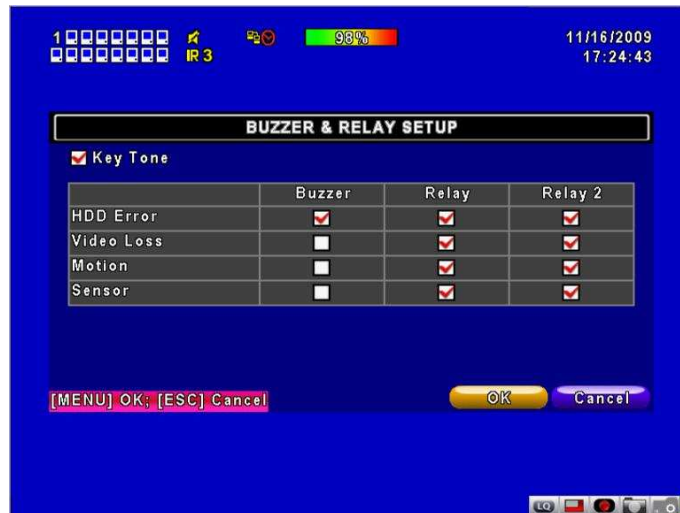 1
IR 3
98%
11/16/2009
17:24:43
BUZZER & RELAY SETUP
Key Tone
Buzzer Relay Relay 2
HDD Error
Video Loss
Motion
Sensor
[MENU] OK; [ESC] Cancel
OK Cancel
LQ